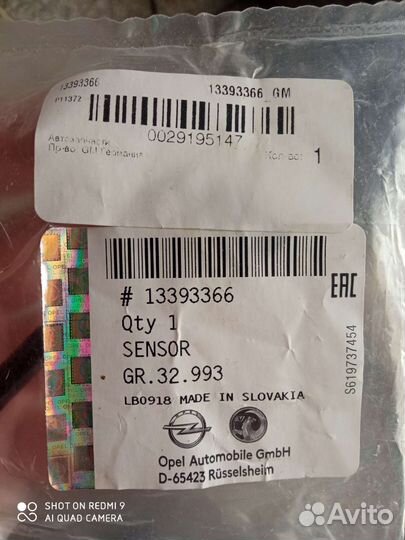 13393366
13393366 GM
P11372
0029195147
Автозапчасти
Пр-во: GM Германия
Кол-во: 1
# 13393366
Qty 1
SENSOR
GR.32.993
LB0918 MADE IN SLOVAKIA
EAC
S619737454
OPEL
Opel Automobile GmbH
D-65423 Rüsselsheim
SHOT ON REDMI 9
AI QUAD CAMERA
Avito